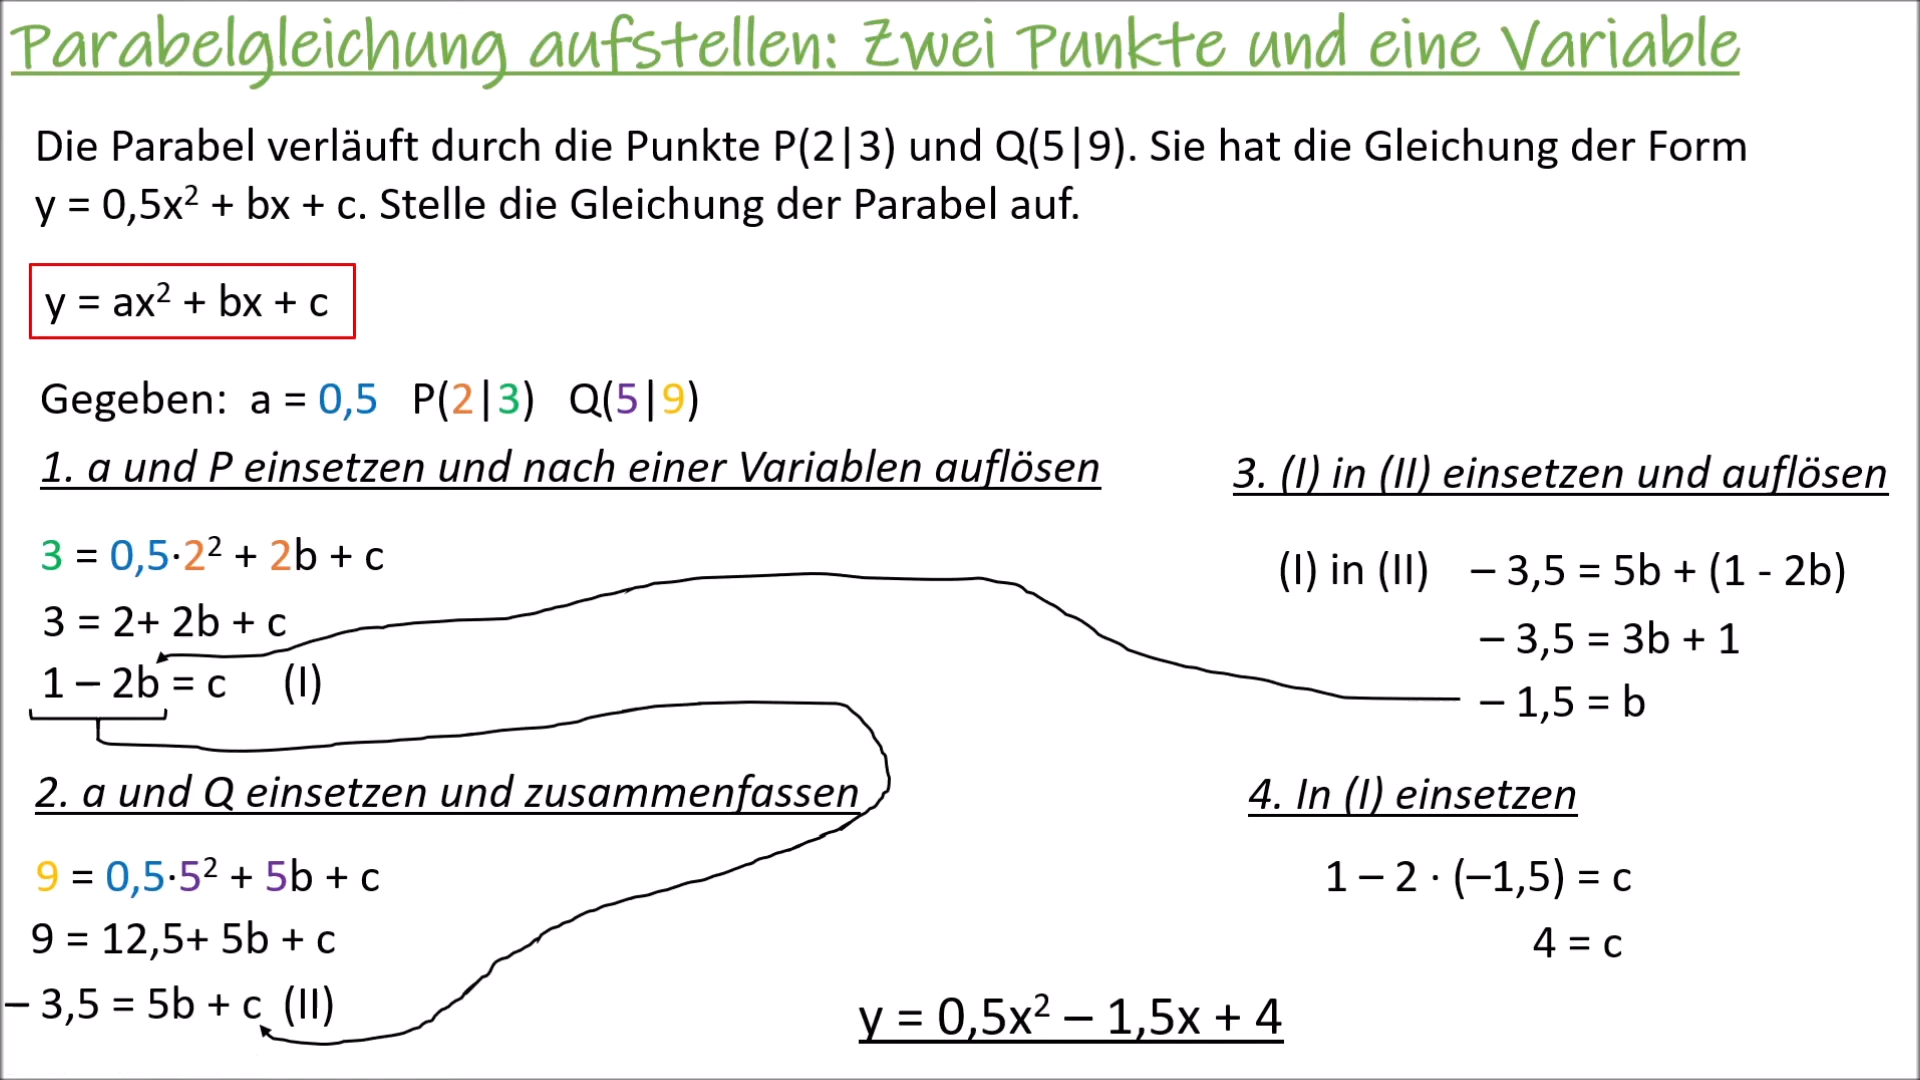 Parabelgleichung aufstellen: Zwei Punkte und eine Variable
Die Parabel verläuft durch die Punkte P(2|3) und Q(5|9). Sie hat die Gleichung der Form
y = 0,5x² + bx + c. Stelle die Gleichung der Parabel auf.
y = ax² + bx + c
Gegeben: a = 0,5 P(2|3) Q(5|9)
1. a und P einsetzen und nach einer Variablen auflösen
3 = 0,5·2² + 2b + c
3 = 2+ 2b + c
1 – 2b = c (I)
2. a und Q einsetzen und zusammenfassen
9 = 0,5·5² + 5b + c
9 = 12,5+ 5b + c
– 3,5 = 5b + c (II)
3. (I) in (II) einsetzen und auflösen
(I) in (II) – 3,5 = 5b + (1 - 2b)
– 3,5 = 3b + 1
– 1,5 = b
4. In (I) einsetzen
1 – 2 · (–1,5) = c
4 = c
y = 0,5x² – 1,5x + 4